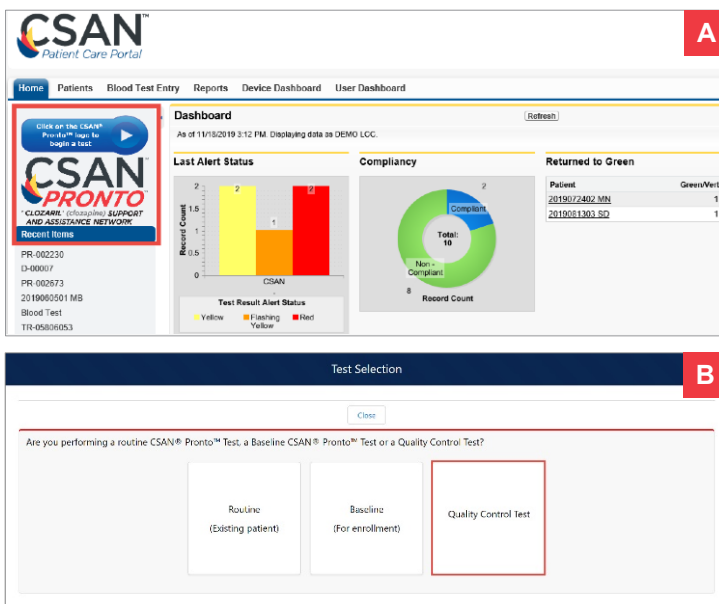 CSAN™
Patient Care Portal
A
Home Patients Blood Test Entry Reports Device Dashboard User Dashboard
Click on the CSAN®
Pronto™ logo to
begin a test
CSAN™
PRONTO
"CLOZARIL" (clozapine) SUPPORT
AND ASSISTANCE NETWORK
Recent Items
PR-002230
D-00007
PR-002673
2019060501 MB
Blood Test
TR-05806053
Dashboard
Refresh
As of 11/18/2019 3:12 PM. Displaying data as DEMO LOC.
Last Alert Status
Record Count
2
1.5
1
0.5
0
2
1
2
CSAN
Test Result Alert Status
Yellow
Flashing
Yellow
Red
Compliancy
2
Compliant
Total:
10
Non -
Compliant
8
Record Count
Returned to Green
Patient Green/Vert
2019072402 MN 1
2019081303 SD 1
Test Selection
B
Close
Are you performing a routine CSAN® Pronto™ Test, a Baseline CSAN® Pronto™ Test or a Quality Control Test?
Routine
(Existing patient)
Baseline
(For enrollment)
Quality Control Test